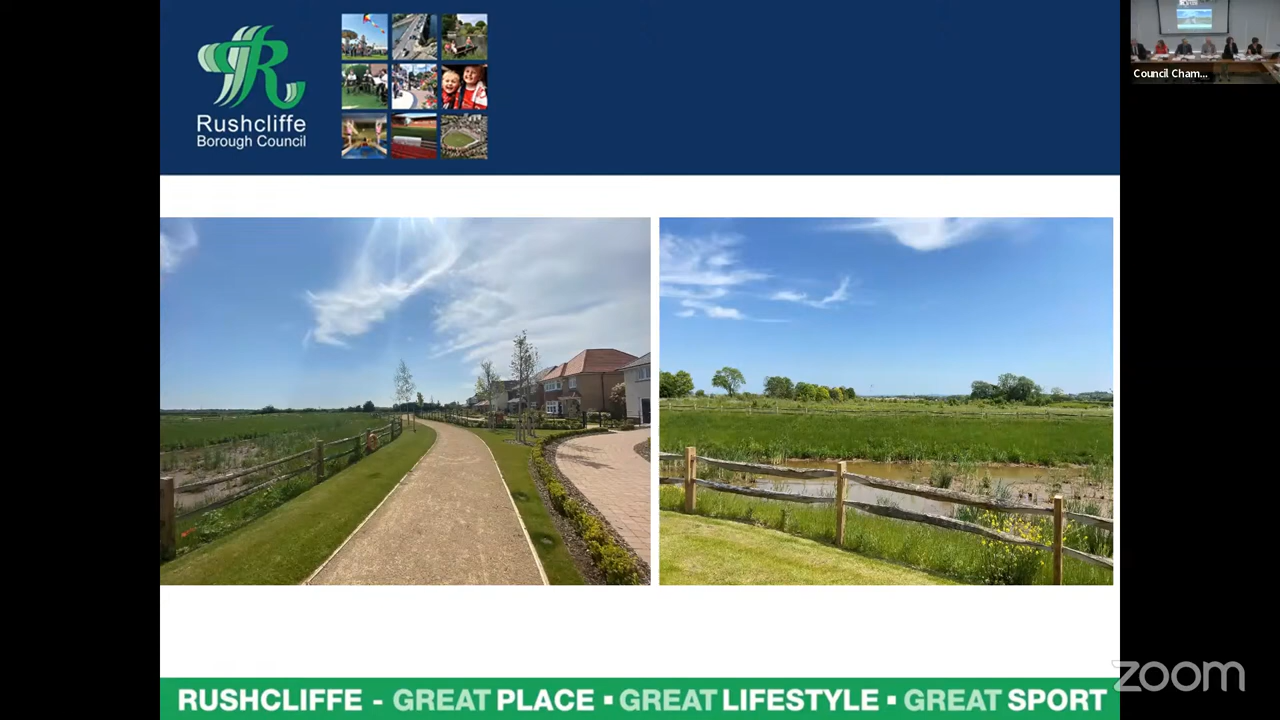 Rushcliffe
Borough Council
Council Cham...
RUSHCLIFFE - GREAT PLACE ▪ GREAT LIFESTYLE ▪ GREAT SPORT
zoom